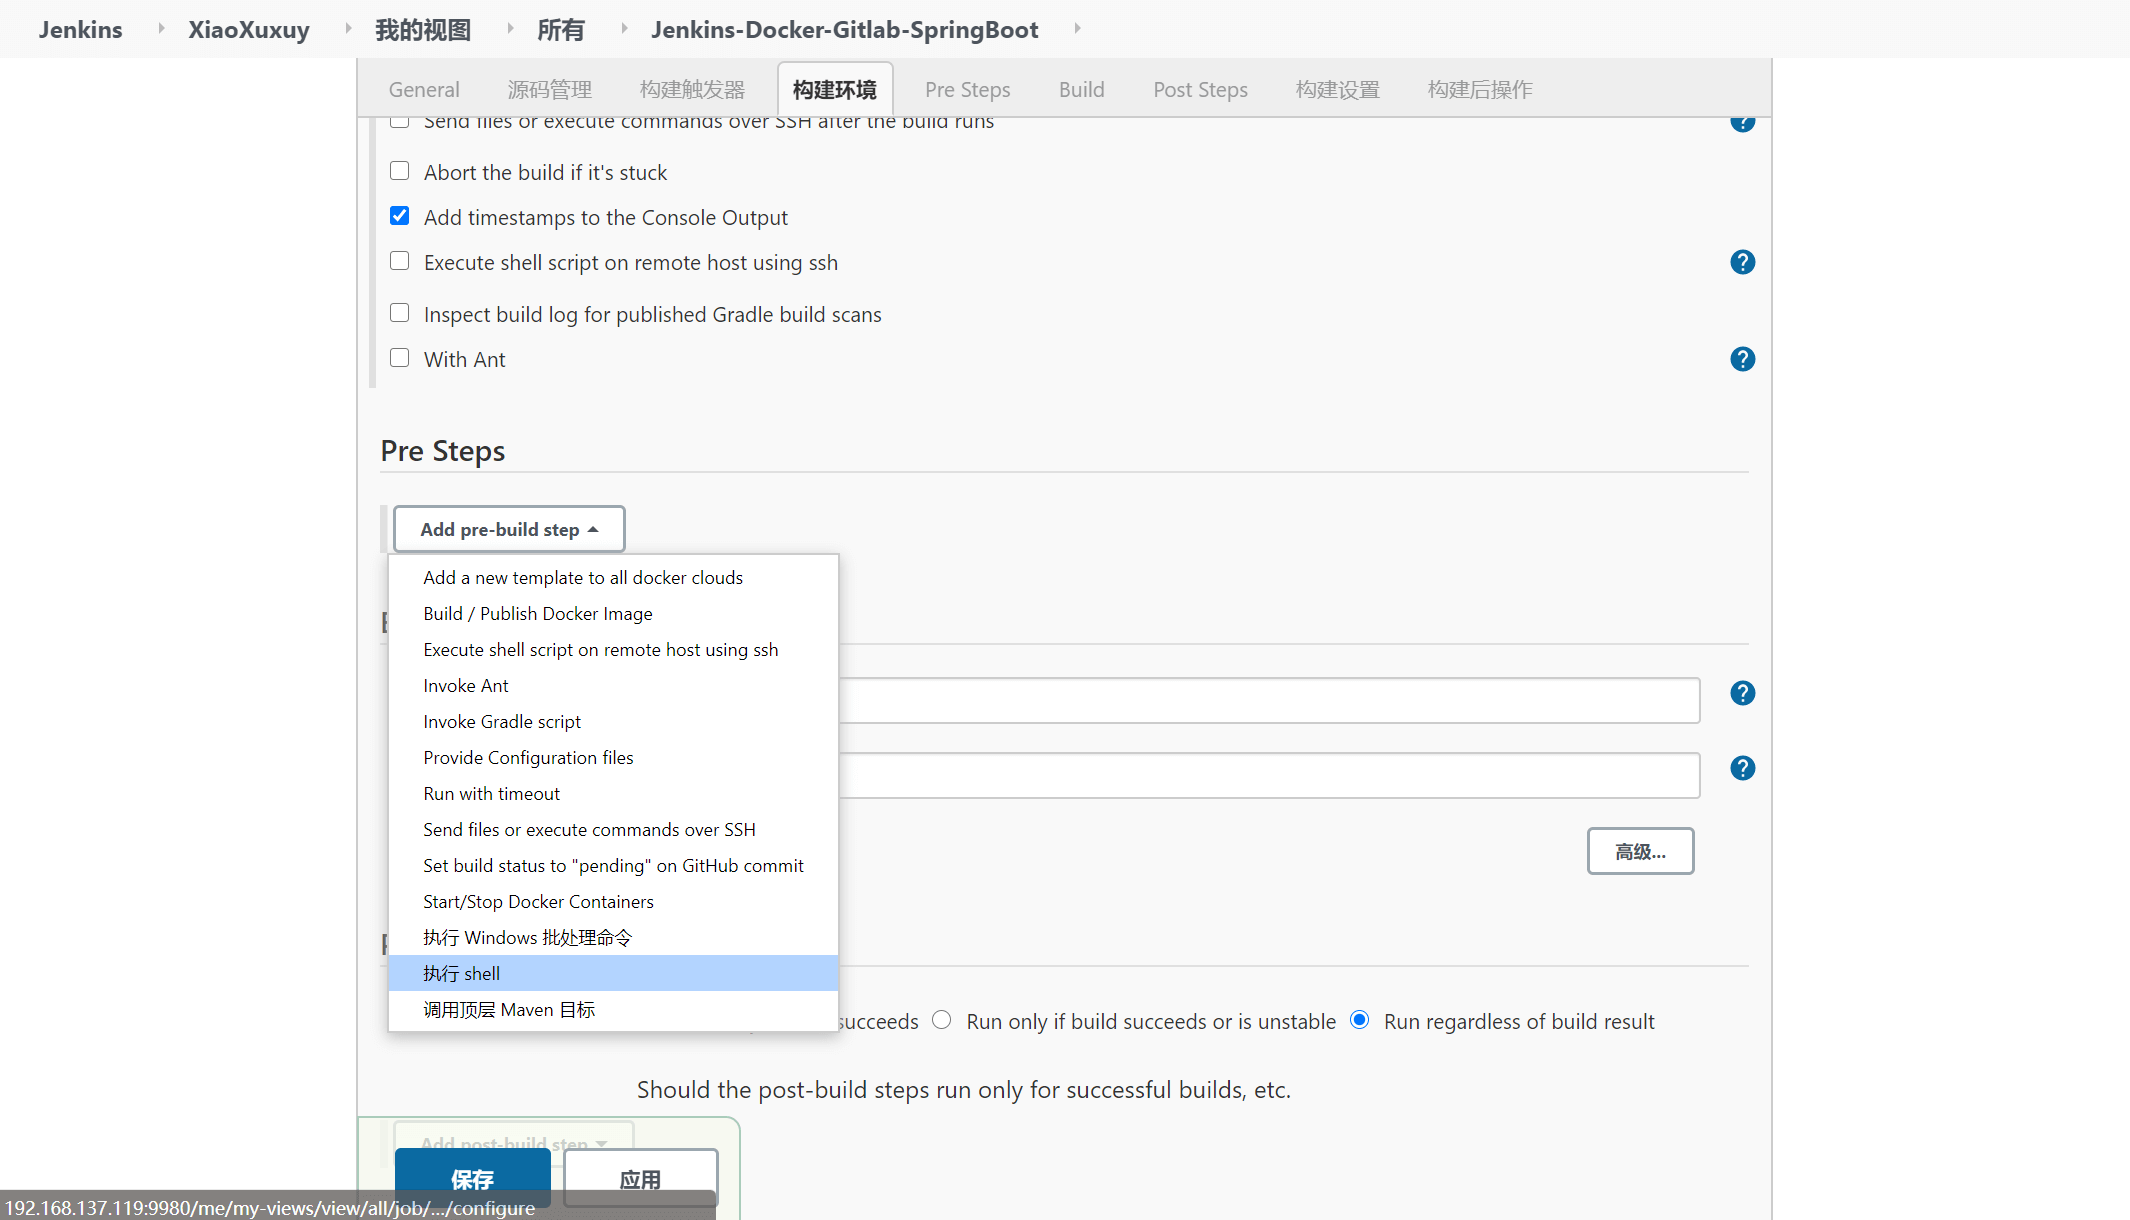 Jenkins XiaoXuxuy 我的视图 所有 Jenkins-Docker-Gitlab-SpringBoot
General 源码管理 构建触发器 构建环境 Pre Steps Build Post Steps 构建设置 构建后操作
Send files or execute commands over SSH after the build runs
Abort the build if it's stuck
Add timestamps to the Console Output
Execute shell script on remote host using ssh
Inspect build log for published Gradle build scans
With Ant
Pre Steps
Add pre-build step
Add a new template to all docker clouds
Build / Publish Docker Image
Execute shell script on remote host using ssh
Invoke Ant
Invoke Gradle script
Provide Configuration files
Run with timeout
高级...
Send files or execute commands over SSH
Set build status to "pending" on GitHub commit
Start/Stop Docker Containers
执行 Windows 批处理命令
执行 shell
调用顶层 Maven 目标
succeeds Run only if build succeeds or is unstable Run regardless of build result
Should the post-build steps run only for successful builds, etc.
Add post-build step
保存 应用
192.168.137.119:9980/me/my-views/view/all/job/.../configure